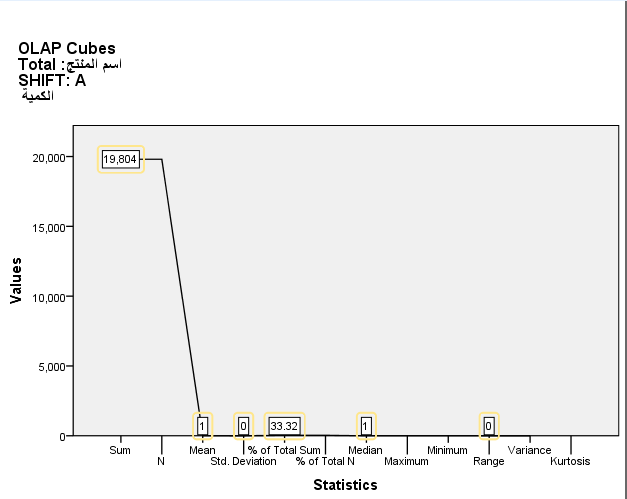 OLAP Cubes
Total :اسم المنتج
SHIFT: A
الكمية
20,000
15,000
10,000
5,000
0
Values
19,804
1
0
33.32
1
0
Sum
N
Mean
Std. Deviation
% of Total Sum
% of Total N
Median
Maximum
Minimum
Range
Variance
Kurtosis
Statistics